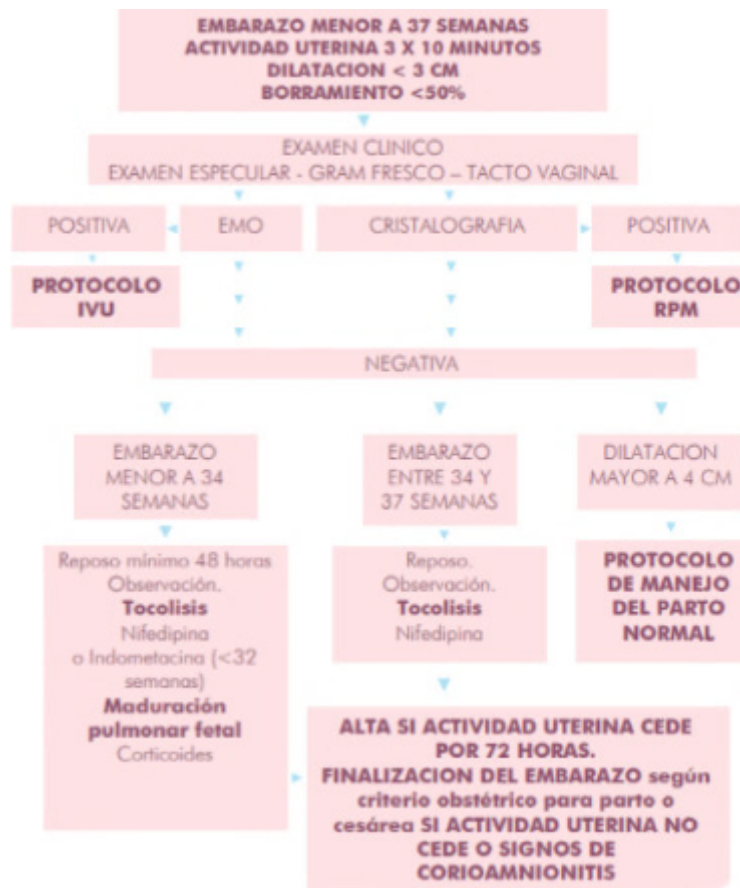 EMBARAZO MENOR A 37 SEMANAS
ACTIVIDAD UTERINA 3 X 10 MINUTOS
DILATACION < 3 CM
BORRAMIENTO <50%
EXAMEN CLINICO
EXAMEN ESPECULAR - GRAM FRESCO – TACTO VAGINAL
POSITIVA
EMO
CRISTALOGRAFIA
POSITIVA
PROTOCOLO
IVU
PROTOCOLO
RPM
NEGATIVA
EMBARAZO
MENOR A 34
SEMANAS
EMBARAZO
ENTRE 34 Y
37 SEMANAS
DILATACION
MAYOR A 4 CM
Reposo mínimo 48 horas
Observación.
Tocolisis
Nifedipina
o Indometacina (<32
semanas)
Maduración
pulmonar fetal
Corticoides
Reposo.
Observación.
Tocolisis
Nifedipina
PROTOCOLO
DE MANEJO
DEL PARTO
NORMAL
ALTA SI ACTIVIDAD UTERINA CEDE
POR 72 HORAS.
FINALIZACION DEL EMBARAZO según
criterio obstétrico para parto o
cesárea SI ACTIVIDAD UTERINA NO
CEDE O SIGNOS DE
CORIOAMNIONITIS